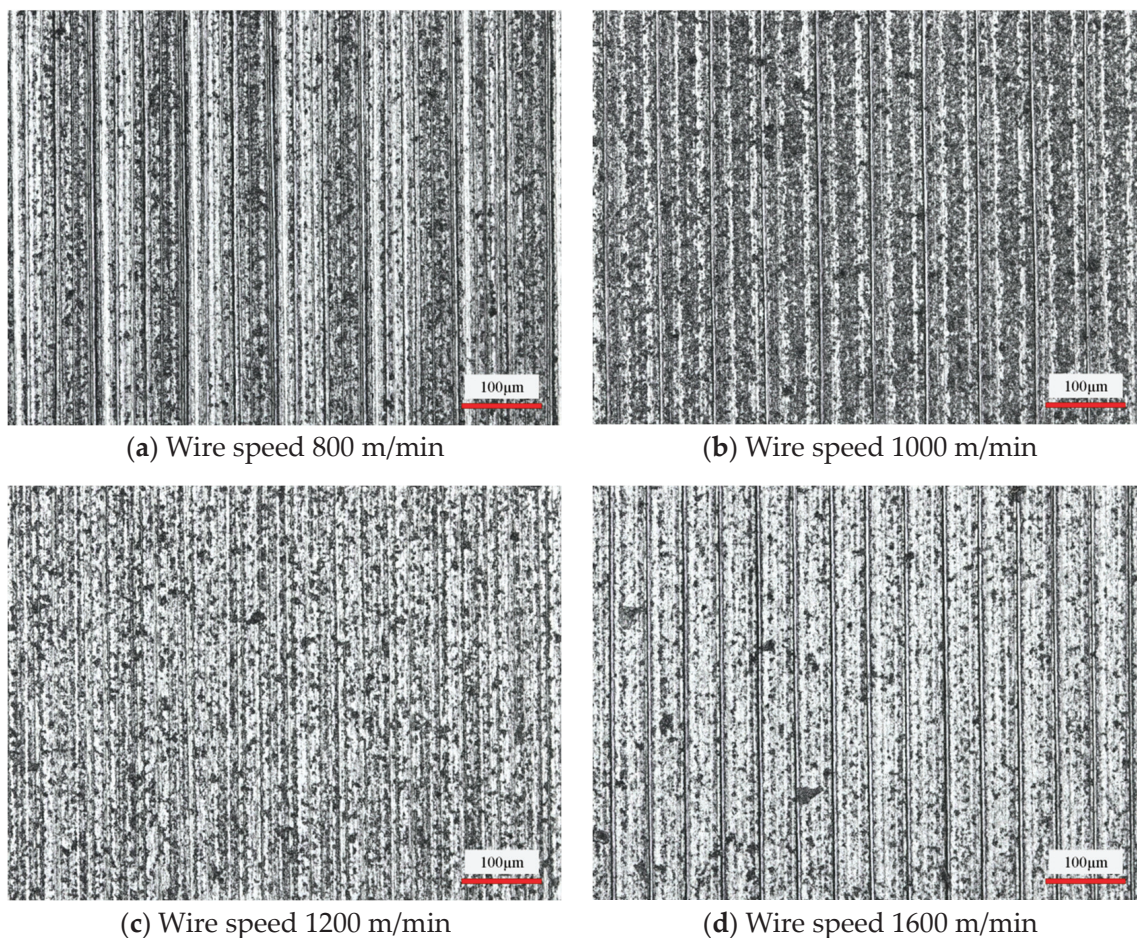 100μm
100μm
(a) Wire speed 800 m/min
(b) Wire speed 1000 m/min
100μm
100μm
(c) Wire speed 1200 m/min
(d) Wire speed 1600 m/min